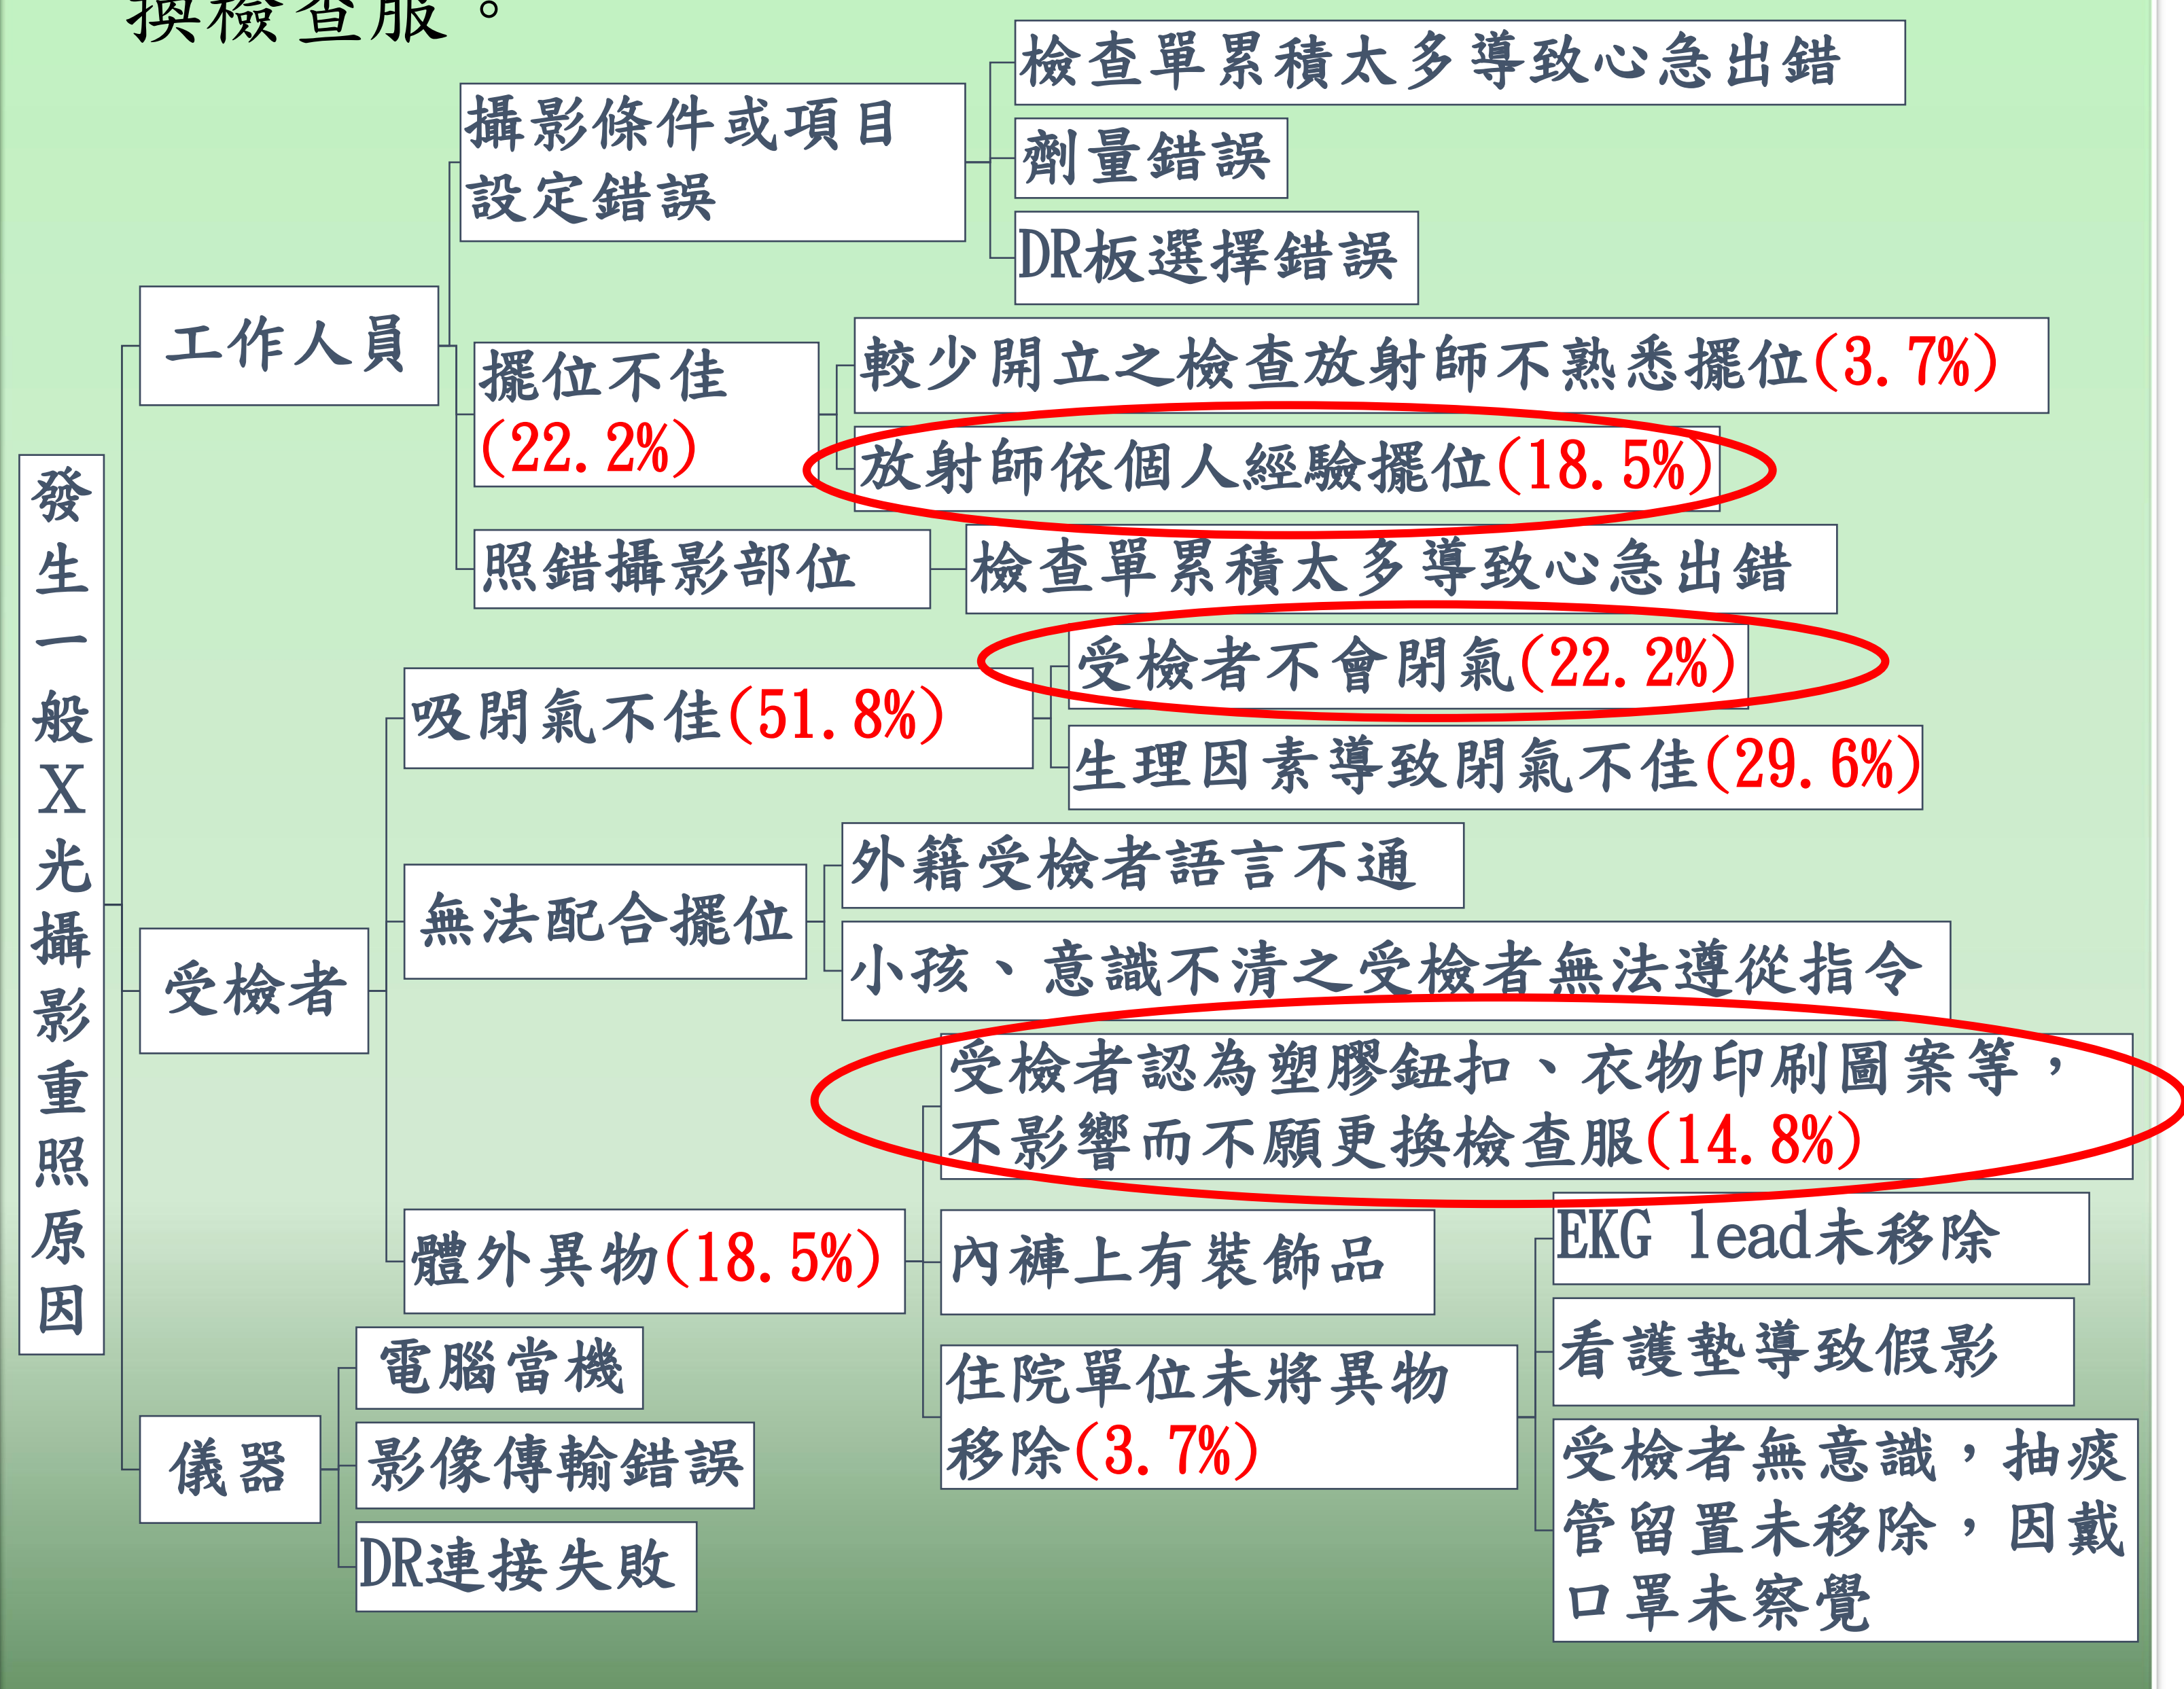 換檢查服。
發生一般X光攝影重照原因
工作人員
攝影條件或項目
設定錯誤
檢查單累積太多導致心急出錯
劑量錯誤
DR板選擇錯誤
擺位不佳
(22.2%)
較少開立之檢查放射師不熟悉擺位(3.7%)
放射師依個人經驗擺位(18.5%)
照錯攝影部位
檢查單累積太多導致心急出錯
受檢者
吸閉氣不佳(51.8%)
受檢者不會閉氣(22.2%)
生理因素導致閉氣不佳(29.6%)
無法配合擺位
外籍受檢者語言不通
小孩、意識不清之受檢者無法遵從指令
體外異物(18.5%)
受檢者認為塑膠鈕扣、衣物印刷圖案等，
不影響而不願更換檢查服(14.8%)
內褲上有裝飾品
住院單位未將異物
移除(3.7%)
EKG lead未移除
看護墊導致假影
受檢者無意識，抽痰
管留置未移除，因戴
口罩未察覺
儀器
電腦當機
影像傳輸錯誤
DR連接失敗